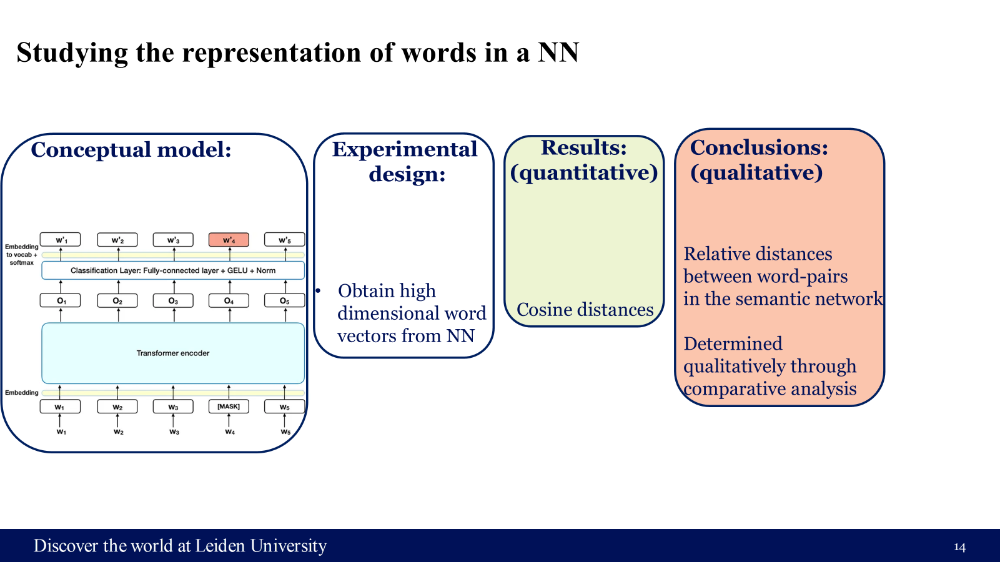 Studying the representation of words in a NN
Conceptual model:
w'1 w'2 w'3 w'4 w'5
Embedding
to vocab +
softmax
Classification Layer: Fully-connected layer + GELU + Norm
O1 O2 O3 O4 O5
Transformer encoder
Embedding
W1 W2 W3 [MASK] W5
W1 W2 W3 W4 W5
Experimental
design:
• Obtain high
dimensional word
vectors from NN
Results:
(quantitative)
Cosine distances
Conclusions:
(qualitative)
Relative distances
between word-pairs
in the semantic network
Determined
qualitatively through
comparative analysis
Discover the world at Leiden University
14